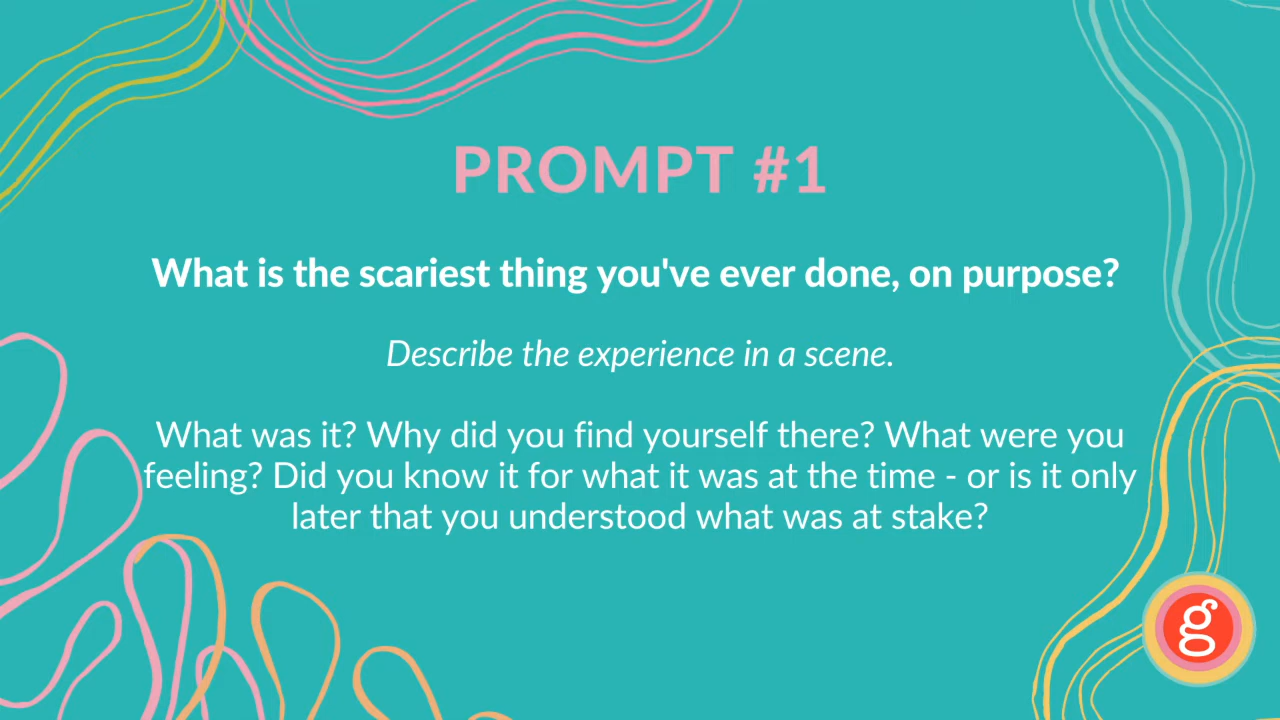 PROMPT #1
What is the scariest thing you've ever done, on purpose?
Describe the experience in a scene.
What was it? Why did you find yourself there? What were you
feeling? Did you know it for what it was at the time - or is it only
later that you understood what was at stake?
g